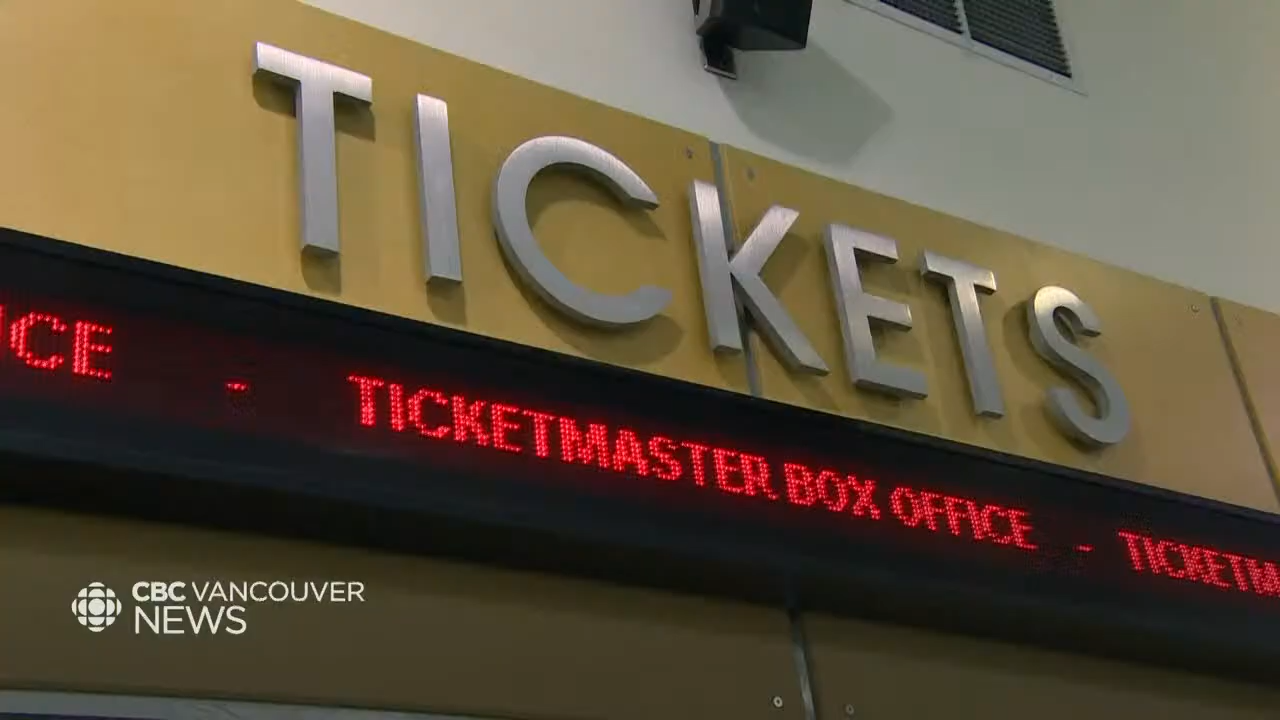 TICKETS
ICE - TICKETMASTER BOX OFFICE - TICKETM
CBC VANCOUVER
NEWS